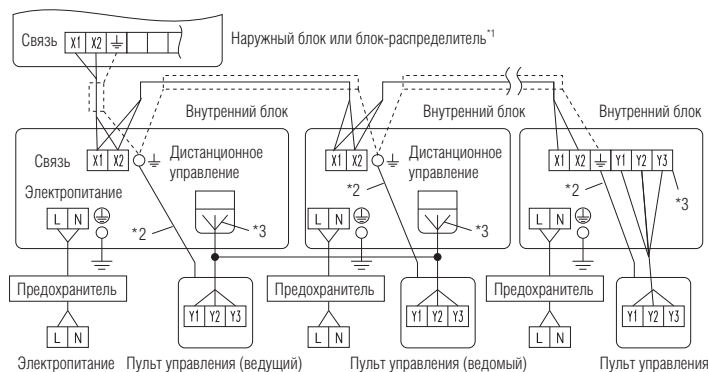 Связь X1 X2 Наружный блок или блок-распределитель*1
Внутренний блок Внутренний блок Внутренний блок
Связь X1 X2 Дистанционное управление X1 X2 Дистанционное управление X1 X2 Y1 Y2 Y3
Электропитание *2 *2 *3
L N *2 *3 L N *3 L N
Предохранитель Предохранитель Предохранитель
Y1 Y2 Y3 Y1 Y2 Y3 Y1 Y2 Y3
L N L N L N
Электропитание Пульт управления (ведущий) Пульт управления (ведомый) Пульт управления